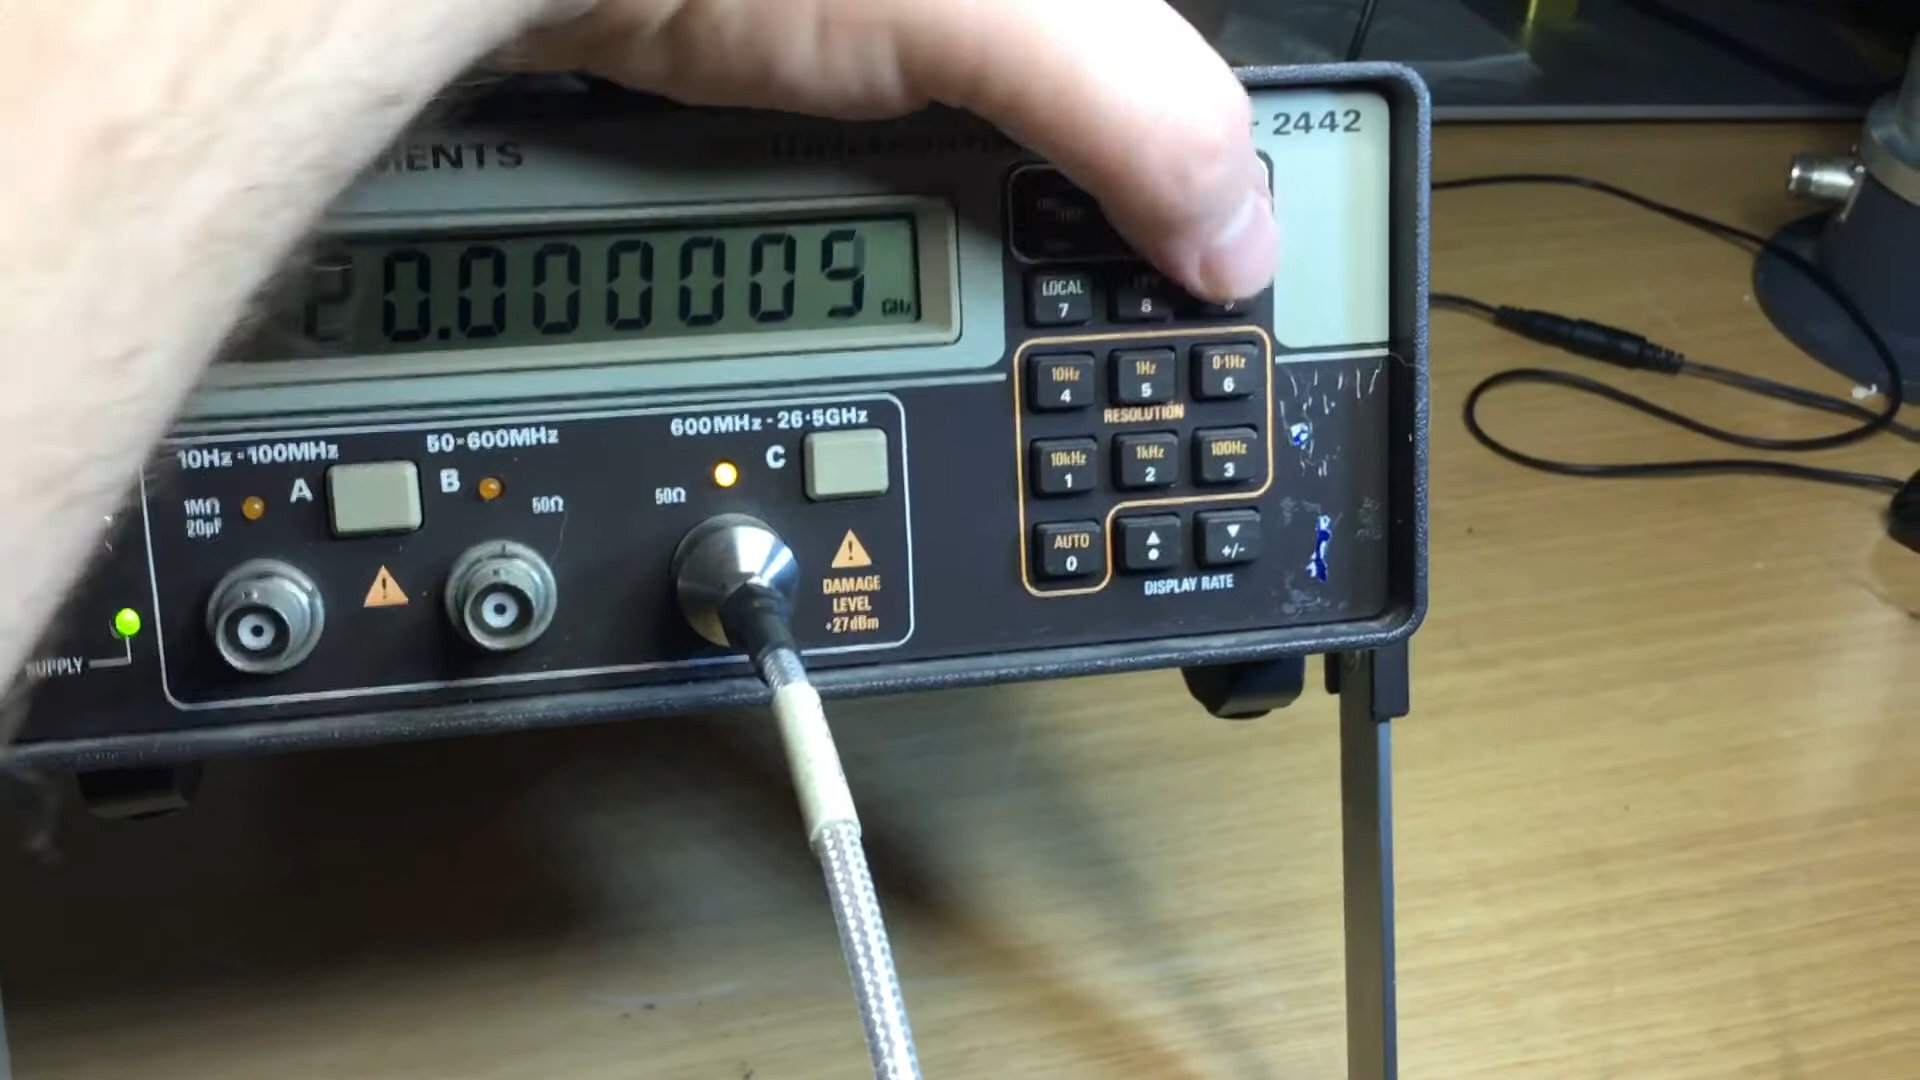 2442
MENTS
20.000009
GHz
LOCAL
7
8
9
10Hz
4
1Hz
5
0·1Hz
6
RESOLUTION
10kHz
1
1kHz
2
100Hz
3
AUTO
0
▲
●
▼
+/-
DISPLAY RATE
10Hz-100MHz
1MΩ
20pF
A
50-600MHz
B
50Ω
600MHz-26·5GHz
50Ω
C
!
!
DAMAGE
LEVEL
+27dBm
SUPPLY